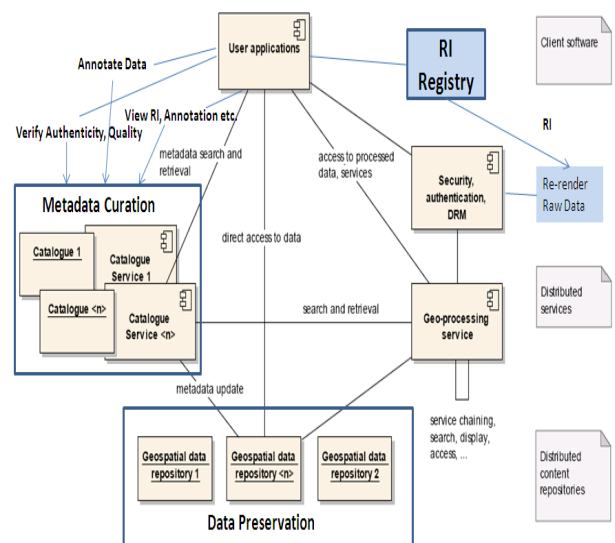 User applications
RI
Registry
Client software
Annotate Data
View RI, Annotation etc.
Verify Authenticity, Quality
RI
metadata search and
retrieval
access to processed
data, services
Security,
authentication,
DRM
Re-render
Raw Data
Metadata Curation
Catalogue 1
Catalogue
Service 1
direct access to data
Catalogue <n>
Catalogue
Service <n>
search and retrieval
Geo-processing
service
Distributed
services
metadata update
service chaining,
search, display,
access, ...
Geospatial data
repository 1
Geospatial data
repository <n>
Geospatial data
repository 2
Distributed
content
repositories
Data Preservation